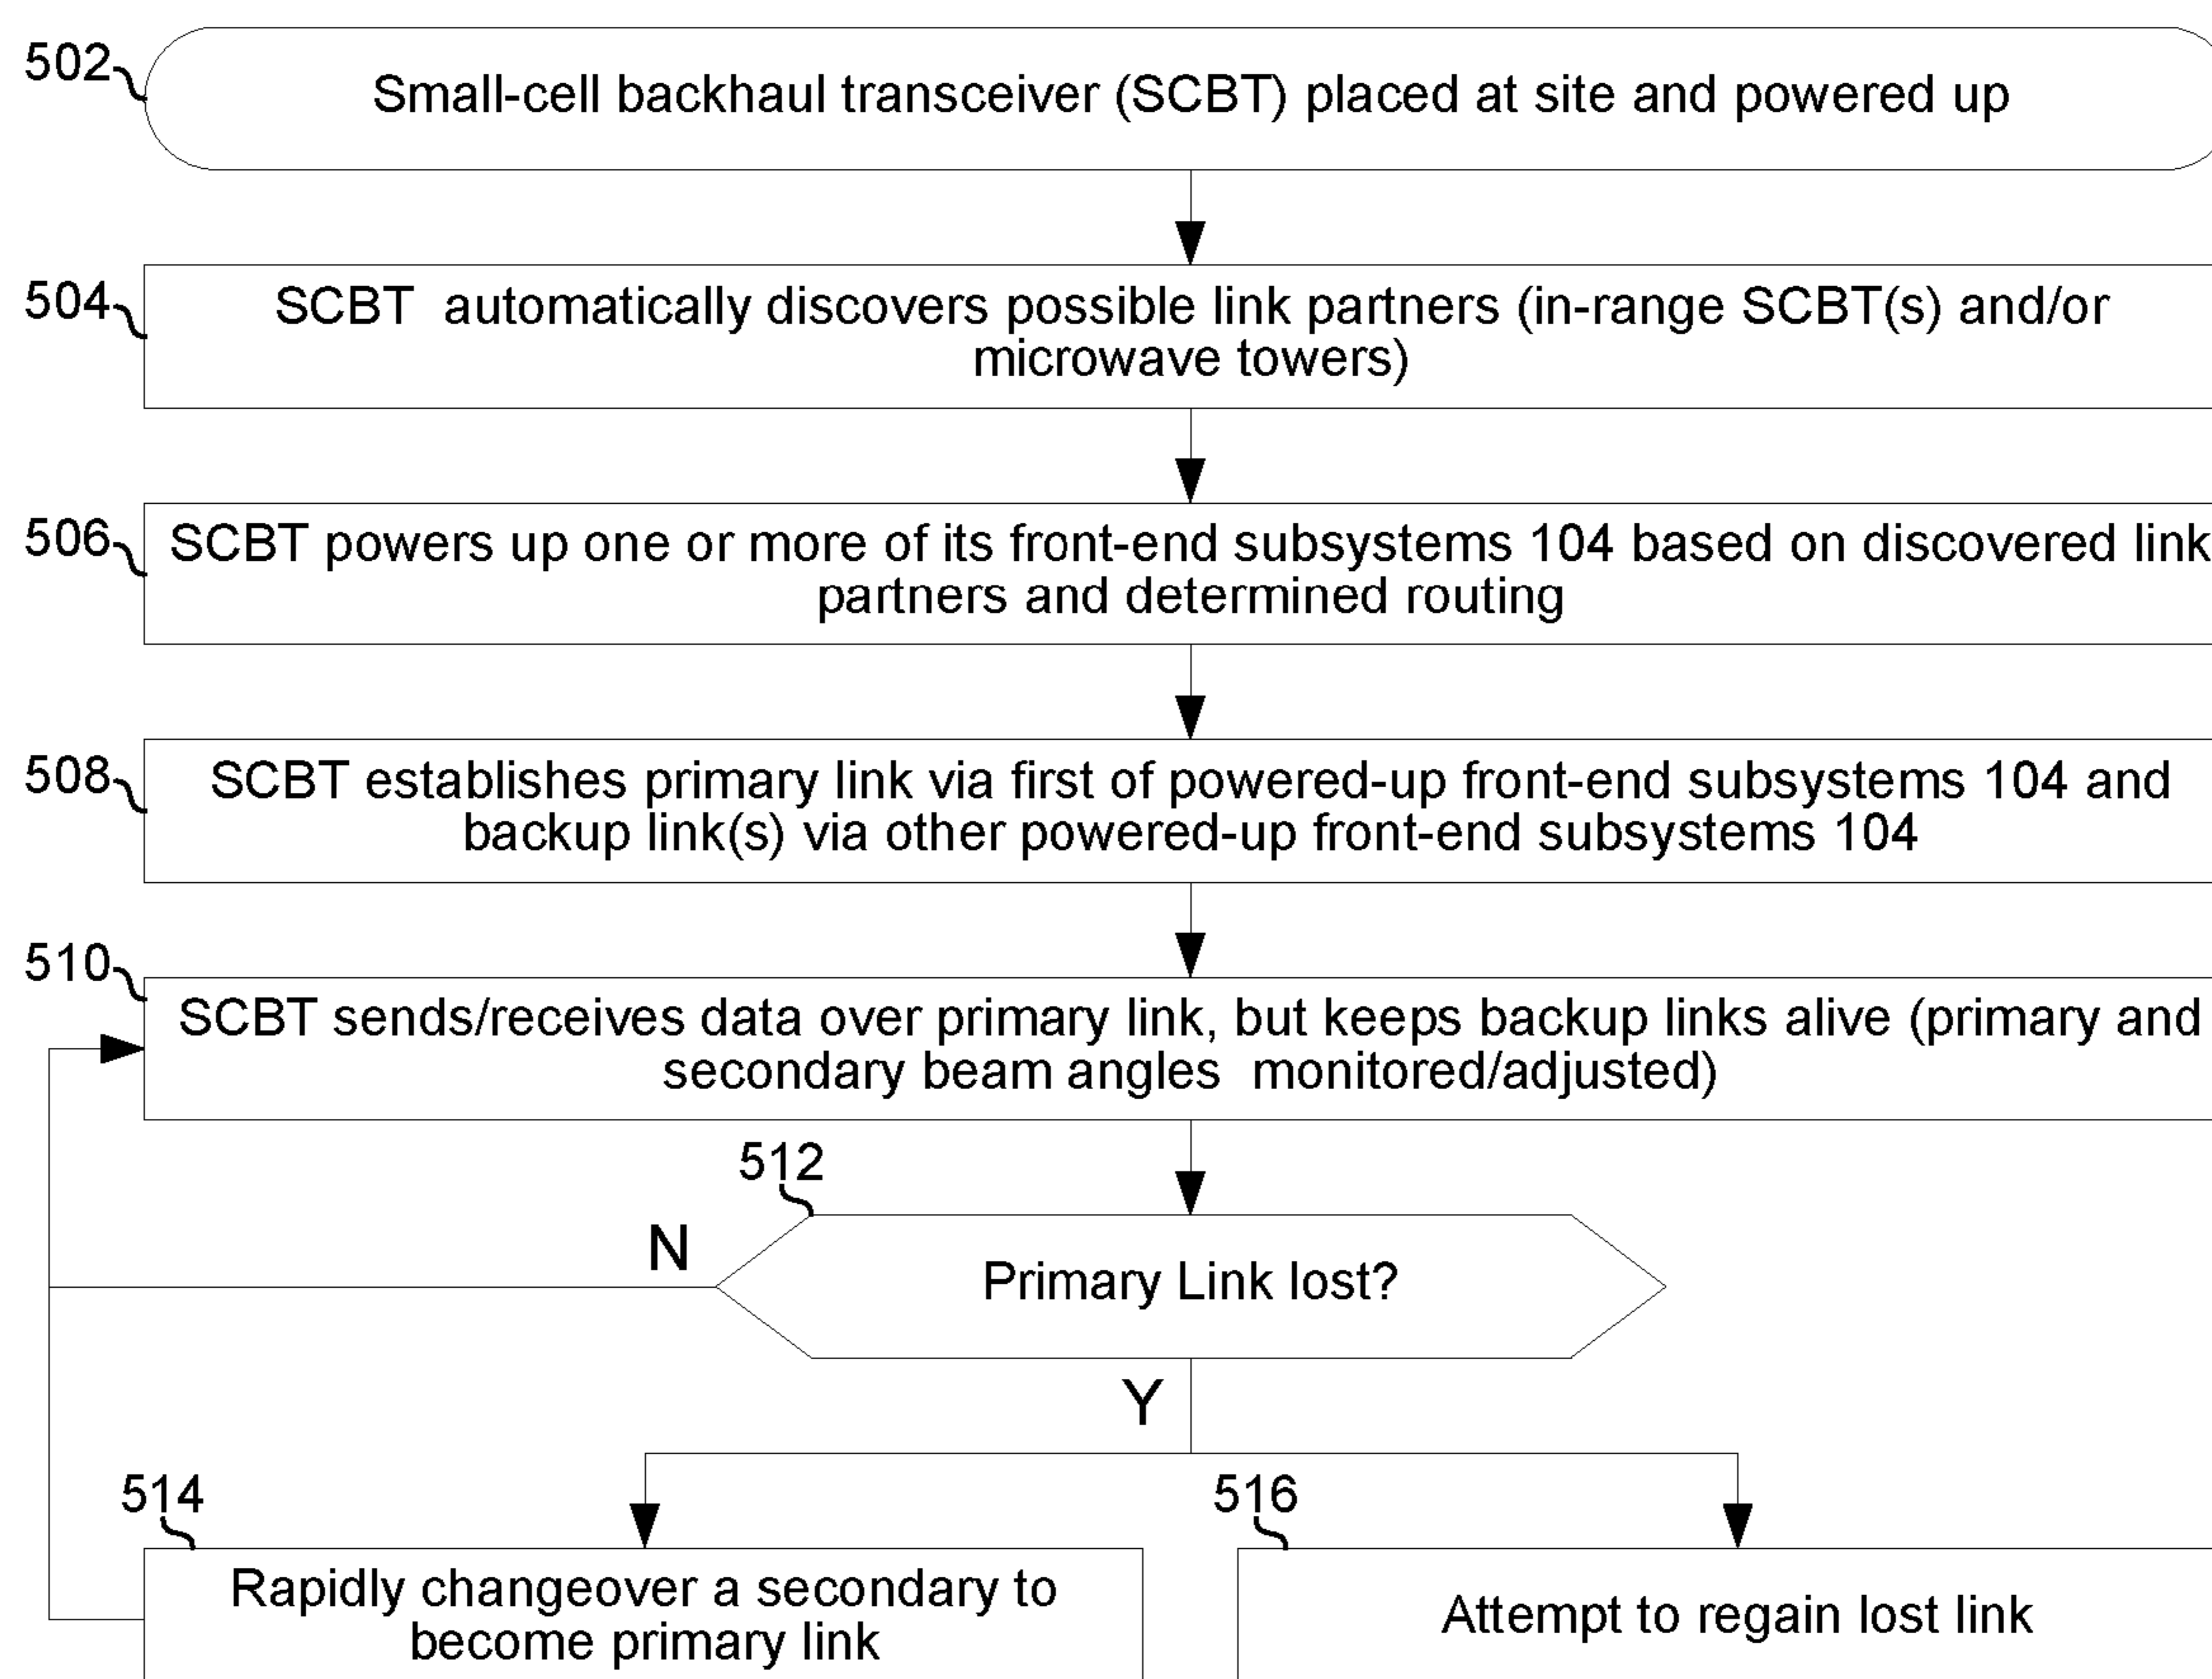 502
Small-cell backhaul transceiver (SCBT) placed at site and powered up
504
SCBT automatically discovers possible link partners (in-range SCBT(s) and/or
microwave towers)
506
SCBT powers up one or more of its front-end subsystems 104 based on discovered link
partners and determined routing
508
SCBT establishes primary link via first of powered-up front-end subsystems 104 and
backup link(s) via other powered-up front-end subsystems 104
510
SCBT sends/receives data over primary link, but keeps backup links alive (primary and
secondary beam angles monitored/adjusted)
512
N
Primary Link lost?
Y
514
516
Rapidly changeover a secondary to
become primary link
Attempt to regain lost link